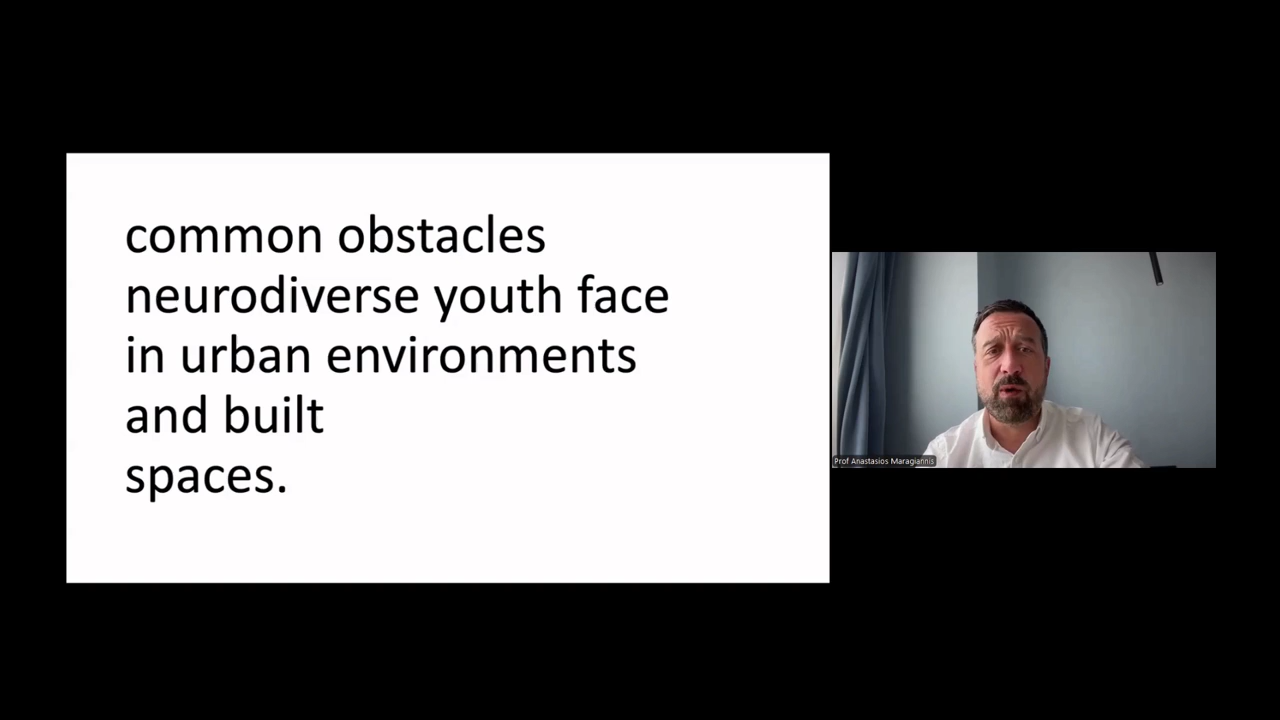 common obstacles
neurodiverse youth face
in urban environments
and built
spaces.
Prof Anastasios Maragiannis